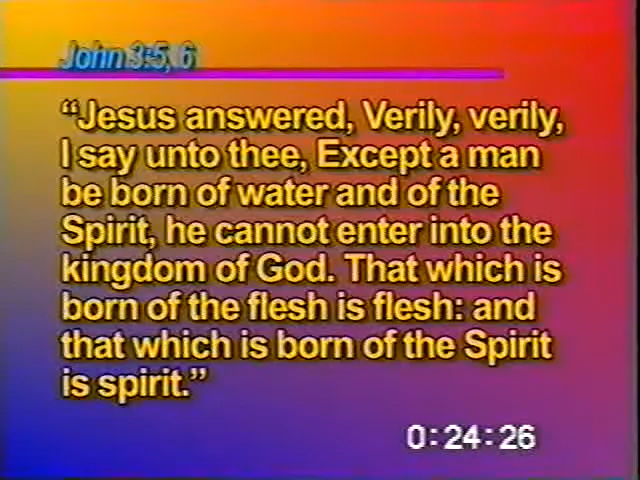 John 3:5, 6
“Jesus answered, Verily, verily,
I say unto thee, Except a man
be born of water and of the
Spirit, he cannot enter into the
kingdom of God. That which is
born of the flesh is flesh: and
that which is born of the Spirit
is spirit.”
0:24:26